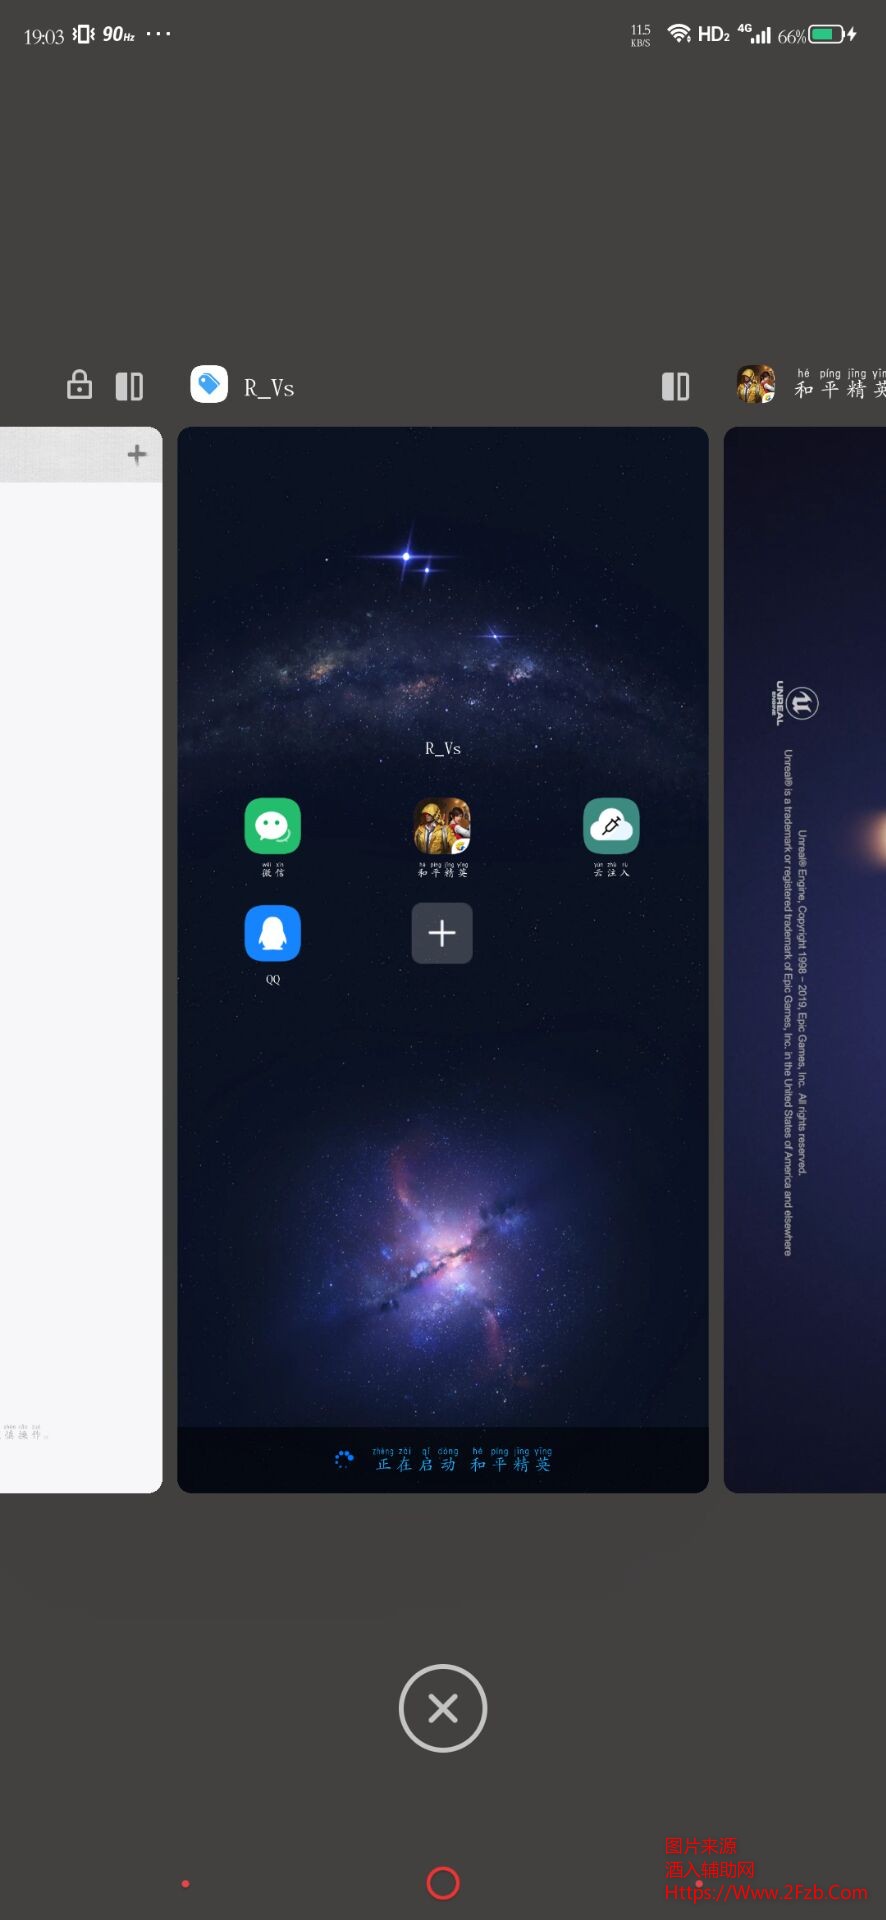 19:03 90Hz ... 11.5 KB/S HD2 4G 66%
R_Vs
hé píng jīng yīn
和平精英
UNREAL
ENGINE
Unreal® Engine, Copyright 1998 – 2019, Epic Games, Inc. All rights reserved.
Unreal® is a trademark or registered trademark of Epic Games, Inc. in the United States of America and elsewhere
R_Vs
wēi xìn
微信
hé píng jīng yīng
和平精英
yún zhù rù
云注入
QQ
慎操作
zhèng zài qǐ dòng hé píng jīng yīng
正在启动 和平精英
图片来源
酒入辅助网
Https://Www.2Fzb.Com